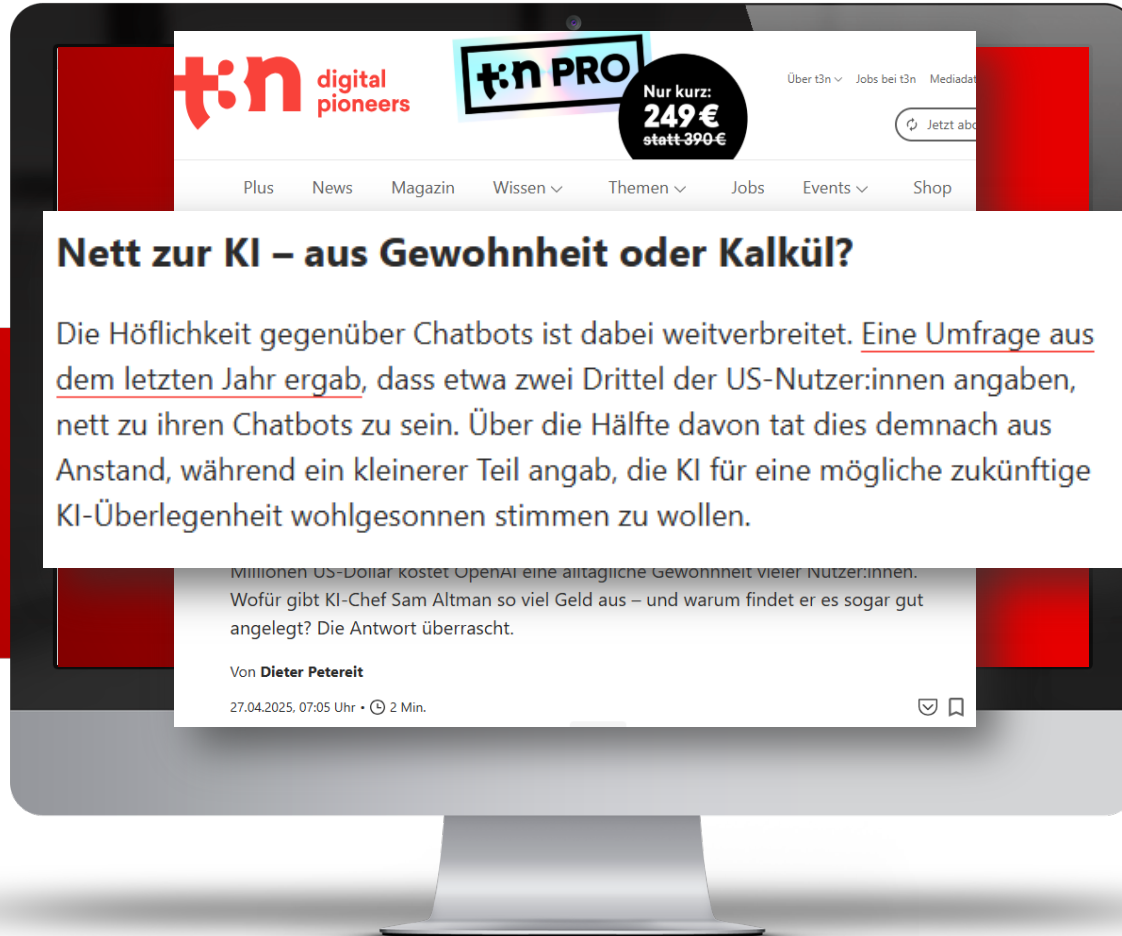 t3n digital pioneers
t3n PRO
Nur kurz:
249 €
statt 390 €
Über t3n Jobs bei t3n
Jetzt
Plus News Magazin Wissen Themen Jobs Events Shop
Nett zur KI – aus Gewohnheit oder Kalkül?
Die Höflichkeit gegenüber Chatbots ist dabei weitverbreitet. Eine Umfrage aus
dem letzten Jahr ergab, dass etwa zwei Drittel der US-Nutzer:innen angaben,
nett zu ihren Chatbots zu sein. Über die Hälfte davon tat dies demnach aus
Anstand, während ein kleinerer Teil angab, die KI für eine mögliche zukünftige
KI-Überlegenheit wohlgesonnen stimmen zu wollen.
Millionen US-Dollar kostet OpenAI eine alltägliche Gewohnheit vieler Nutzer:innen.
Wofür gibt KI-Chef Sam Altman so viel Geld aus – und warum findet er es sogar gut
angelegt? Die Antwort überrascht.
Von Dieter Petereit
27.04.2025, 07:05 Uhr • 2 Min.